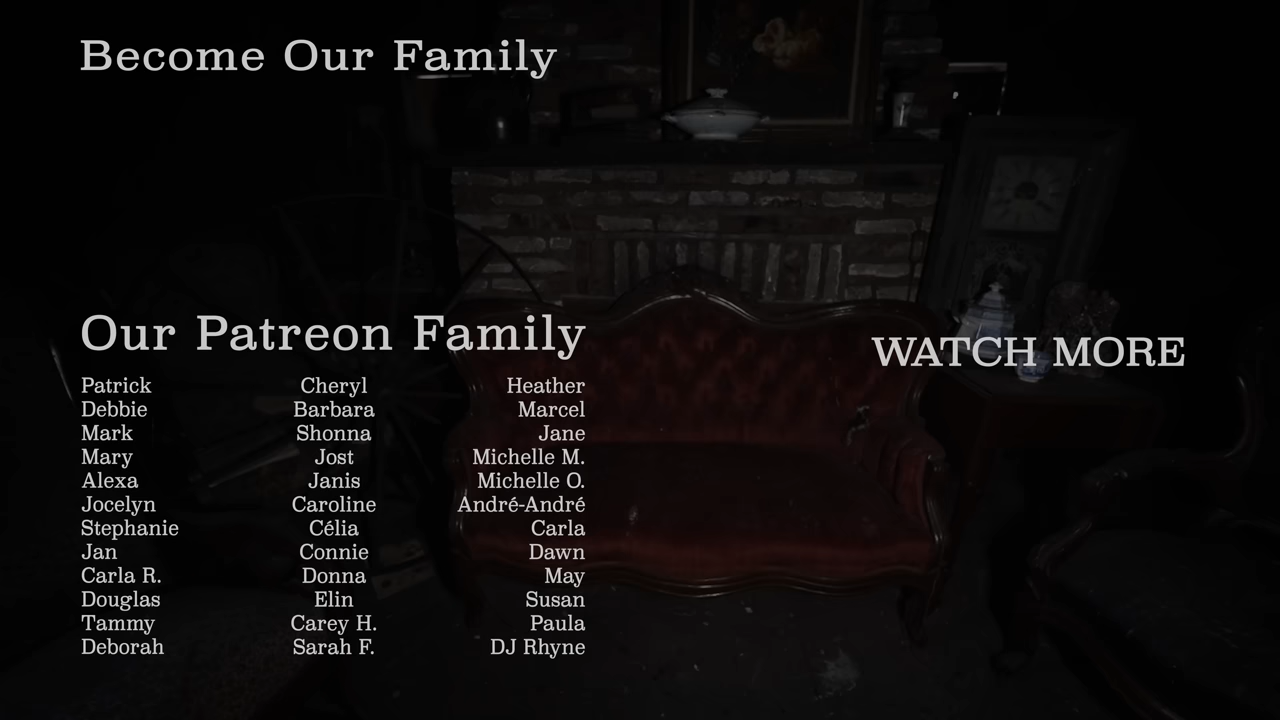 Become Our Family
Our Patreon Family
WATCH MORE
Patrick Cheryl Heather
Debbie Barbara Marcel
Mark Shonna Jane
Mary Jost Michelle M.
Alexa Janis Michelle O.
Jocelyn Caroline André-André
Stephanie Célia Carla
Jan Connie Dawn
Carla R. Donna May
Douglas Elin Susan
Tammy Carey H. Paula
Deborah Sarah F. DJ Rhyne